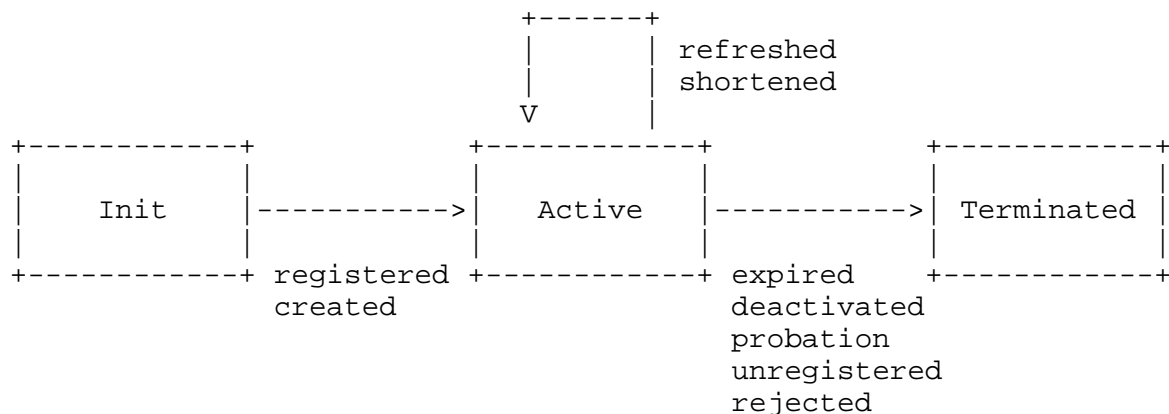 refreshed
shortened
Init
Active
Terminated
registered
created
expired
deactivated
probation
unregistered
rejected